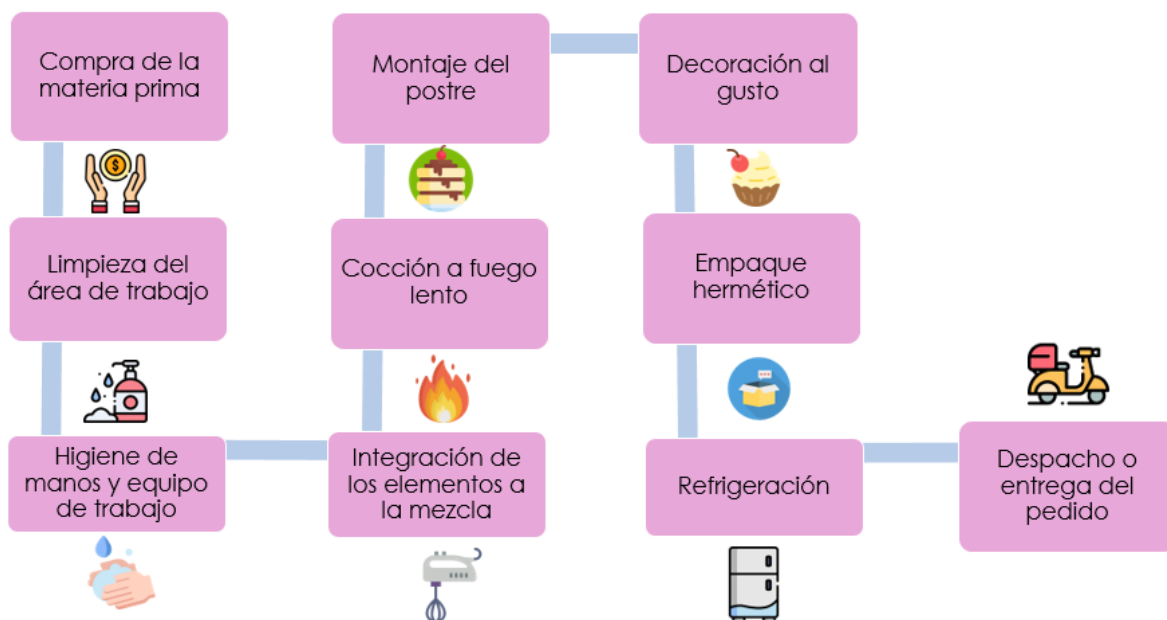 Compra de la
materia prima
Limpieza del
área de trabajo
Higiene de
manos y equipo
de trabajo
Integración de
los elementos a
la mezcla
Cocción a fuego
lento
Montaje del
postre
Decoración al
gusto
Empaque
hermético
Refrigeración
Despacho o
entrega del
pedido